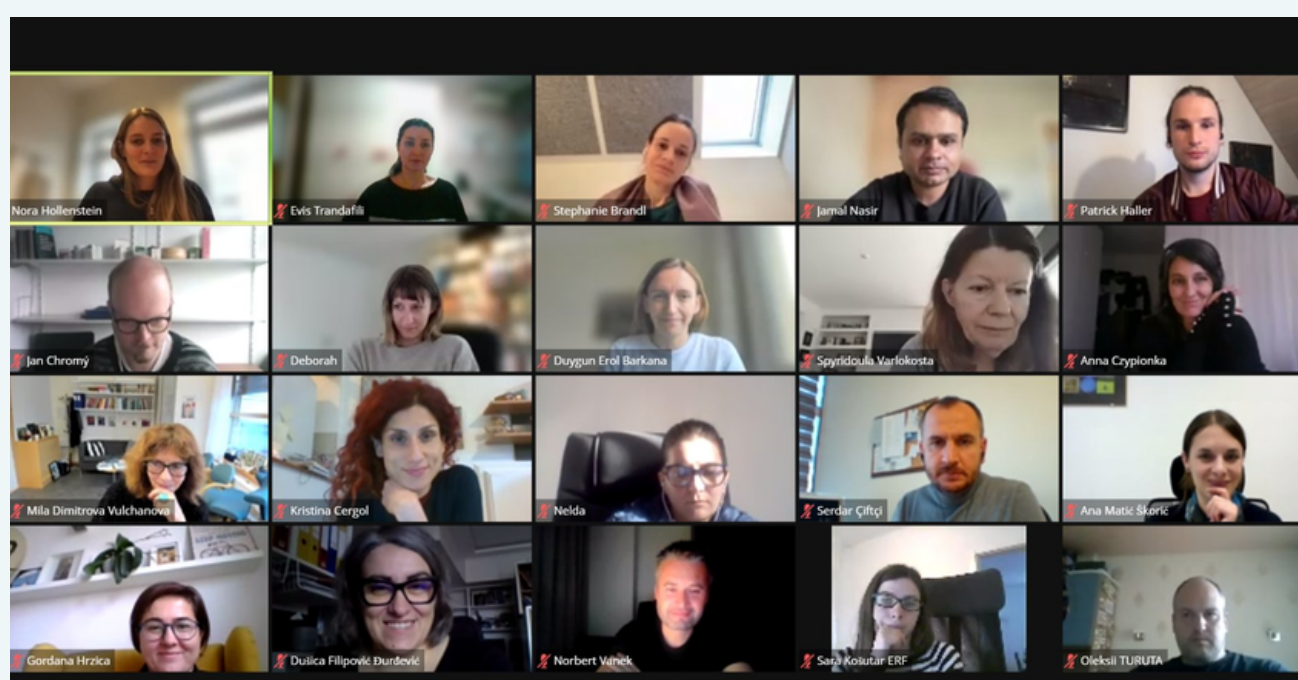 Nora Hollenstein
Evis Trandafili
Stephanie Brandl
Jamal Nasir
Patrick Haller
Jan Chromý
Deborah
Duygun Erol Barkana
Spyridoula Varlokosta
Anna Czypionka
Mila Dimitrova Vulchanova
Kristina Cergol
Nelda
Serdar Çiftçi
Ana Matić Škorić
Gordana Hrzica
Dušica Filipović Đurđević
Norbert Vanek
Sara Košutar ERF
Oleksii TURUTA